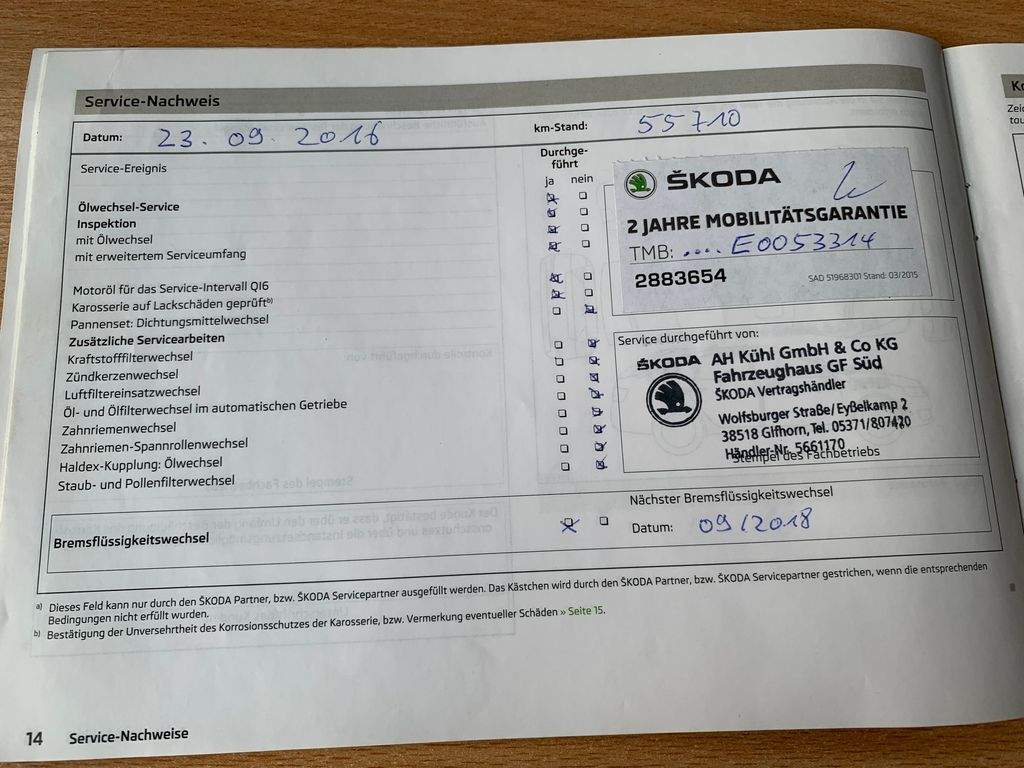 Service-Nachweis
Datum: 23.09.2016 km-Stand: 55710
Service-Ereignis
Durchge-
führt
ja nein
Ölwechsel-Service
Inspektion
mit Ölwechsel
mit erweitertem Serviceumfang
Motoröl für das Service-Intervall QI6
Karosserie auf Lackschäden geprüft b)
Pannenset: Dichtungsmittelwechsel
Zusätzliche Servicearbeiten
Kraftstofffilterwechsel
Zündkerzenwechsel
Luftfiltereinsatzwechsel
Öl- und Ölfilterwechsel im automatischen Getriebe
Zahnriemenwechsel
Zahnriemen-Spannrollenwechsel
Haldex-Kupplung: Ölwechsel
Staub- und Pollenfilterwechsel
ŠKODA
2 JAHRE MOBILITÄTSGARANTIE
TMB: .... E0053314
2883654 SAD 51968301 Stand: 03/2015
Service durchgeführt von:
ŠKODA AH Kühl GmbH & Co KG
Fahrzeughaus GF Süd
ŠKODA Vertragshändler
Wolfsburger Straße/Eyßelkamp 2
38518 Gifhorn, Tel. 05371/807420
Händler-Nr. 5661170
Stempel des Fachbetriebs
Bremsflüssigkeitswechsel
Nächster Bremsflüssigkeitswechsel
Datum: 09/2018
a) Dieses Feld kann nur durch den ŠKODA Partner, bzw. ŠKODA Servicepartner ausgefüllt werden. Das Kästchen wird durch den ŠKODA Partner, bzw. ŠKODA Servicepartner gestrichen, wenn die entsprechenden
Bedingungen nicht erfüllt wurden.
b) Bestätigung der Unversehrtheit des Korrosionsschutzes der Karosserie, bzw. Vermerkung eventueller Schäden » Seite 15.
14 Service-Nachweise